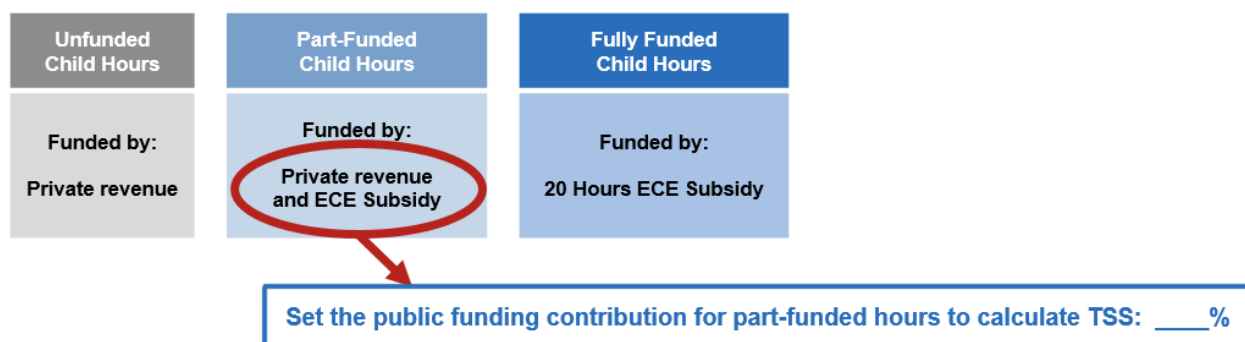 Unfunded
Child Hours
Part-Funded
Child Hours
Fully Funded
Child Hours
Funded by:
Private revenue
Funded by:
Private revenue
and ECE Subsidy
Funded by:
20 Hours ECE Subsidy
Set the public funding contribution for part-funded hours to calculate TSS: ____%